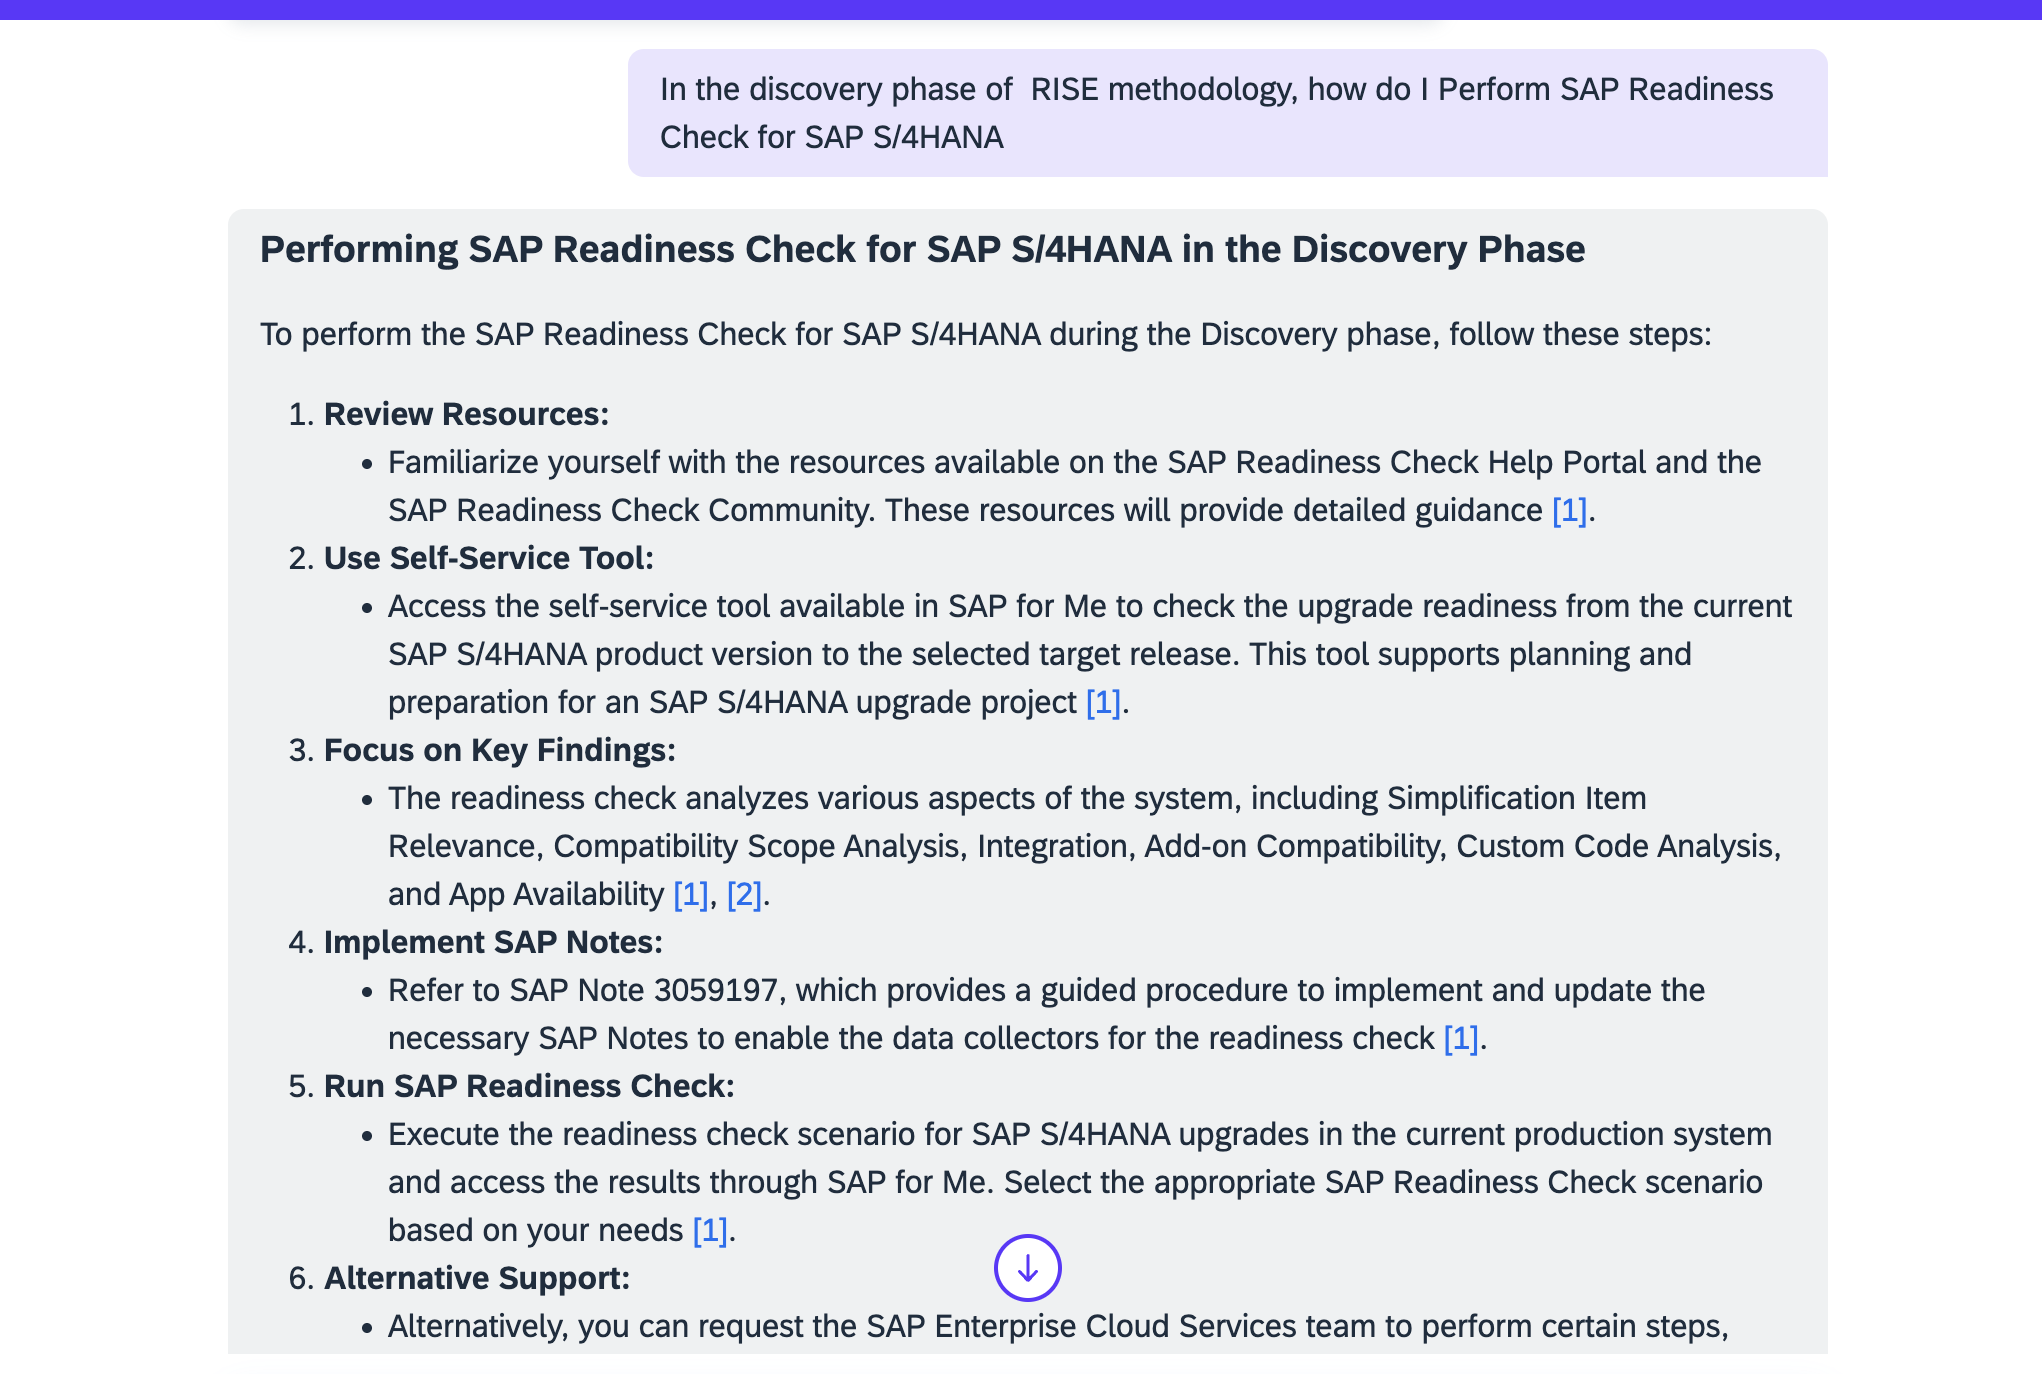 In the discovery phase of  RISE methodology, how do I Perform SAP Readiness
Check for SAP S/4HANA
Performing SAP Readiness Check for SAP S/4HANA in the Discovery Phase
To perform the SAP Readiness Check for SAP S/4HANA during the Discovery phase, follow these steps:
1. Review Resources:
• Familiarize yourself with the resources available on the SAP Readiness Check Help Portal and the
SAP Readiness Check Community. These resources will provide detailed guidance [1].
2. Use Self-Service Tool:
• Access the self-service tool available in SAP for Me to check the upgrade readiness from the current
SAP S/4HANA product version to the selected target release. This tool supports planning and
preparation for an SAP S/4HANA upgrade project [1].
3. Focus on Key Findings:
• The readiness check analyzes various aspects of the system, including Simplification Item
Relevance, Compatibility Scope Analysis, Integration, Add-on Compatibility, Custom Code Analysis,
and App Availability [1], [2].
4. Implement SAP Notes:
• Refer to SAP Note 3059197, which provides a guided procedure to implement and update the
necessary SAP Notes to enable the data collectors for the readiness check [1].
5. Run SAP Readiness Check:
• Execute the readiness check scenario for SAP S/4HANA upgrades in the current production system
and access the results through SAP for Me. Select the appropriate SAP Readiness Check scenario
based on your needs [1].
6. Alternative Support:
• Alternatively, you can request the SAP Enterprise Cloud Services team to perform certain steps,